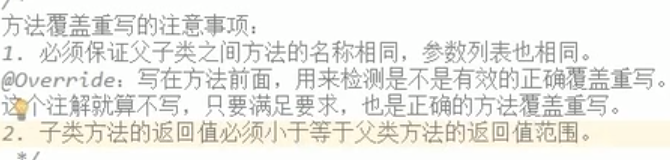 方法覆盖重写的注意事项:
1. 必须保证父子类之间方法的名称相同，参数列表也相同。
@Override：写在方法前面，用来检测是不是有效的正确覆盖重写。
这个注解就算不写，只要满足要求，也是正确的方法覆盖重写。
2. 子类方法的返回值必须小于等于父类方法的返回值范围。
*/